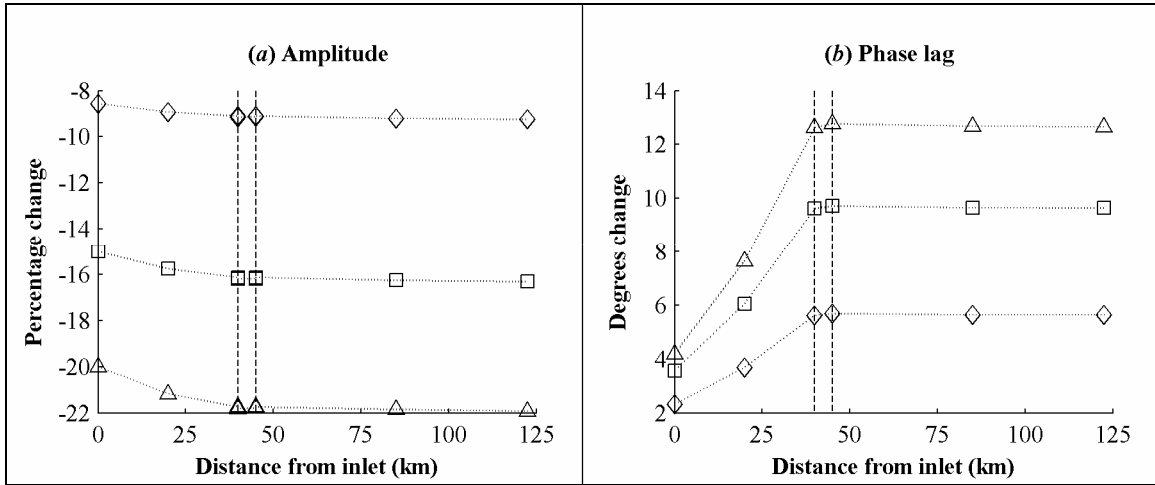 (a) Amplitude
-8
-10
-12
-14
-16
-18
-20
-22
Percentage change
0 25 50 75 100 125
Distance from inlet (km)
(b) Phase lag
14
12
10
8
6
4
2
Degrees change
0 25 50 75 100 125
Distance from inlet (km)